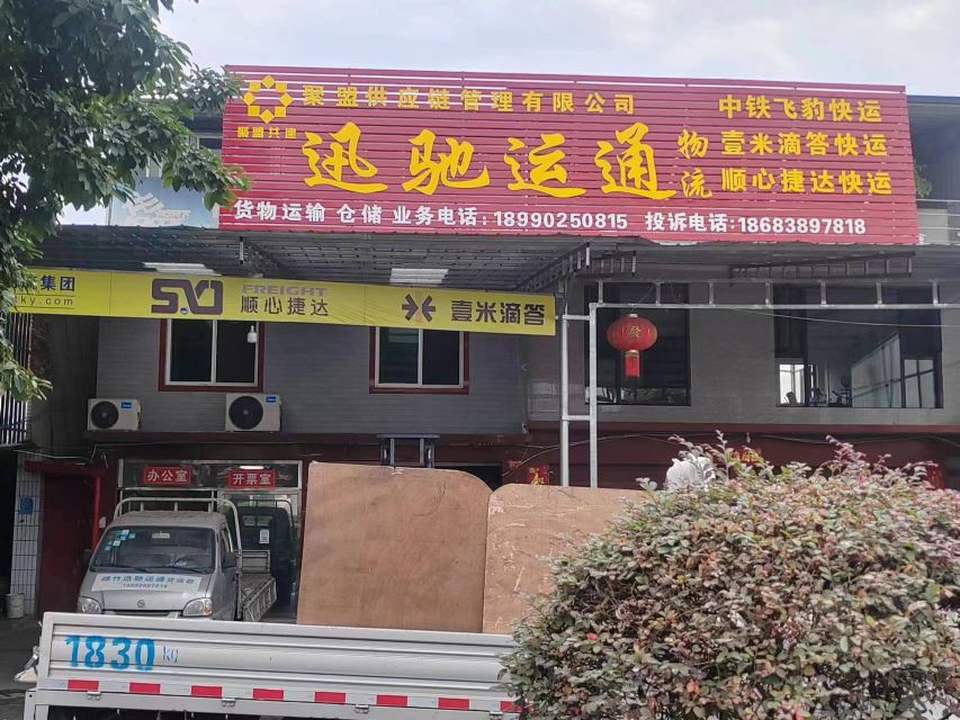 聚盟供应链管理有限公司
聚盟共建
迅驰运通物流
中铁飞豹快运
壹米滴答快运
顺心捷达快运
货物运输 仓储 业务电话:18990250815 投诉电话:18683897818
集团
ky.com
SXJ
FREIGHT
顺心捷达
壹米滴答
办公室
开票室
1830kg